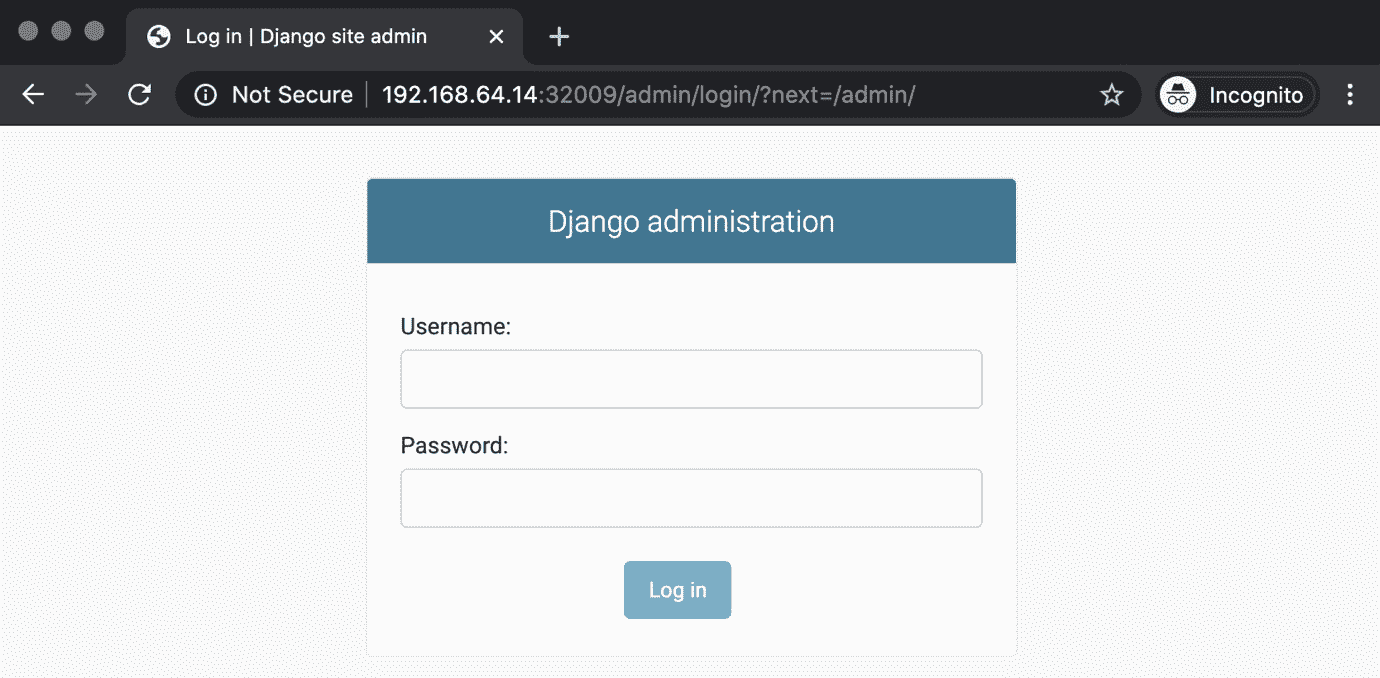 Log in | Django site admin
Not Secure | 192.168.64.14:32009/admin/login/?next=/admin/
Incognito
Django administration
Username:
Password:
Log in